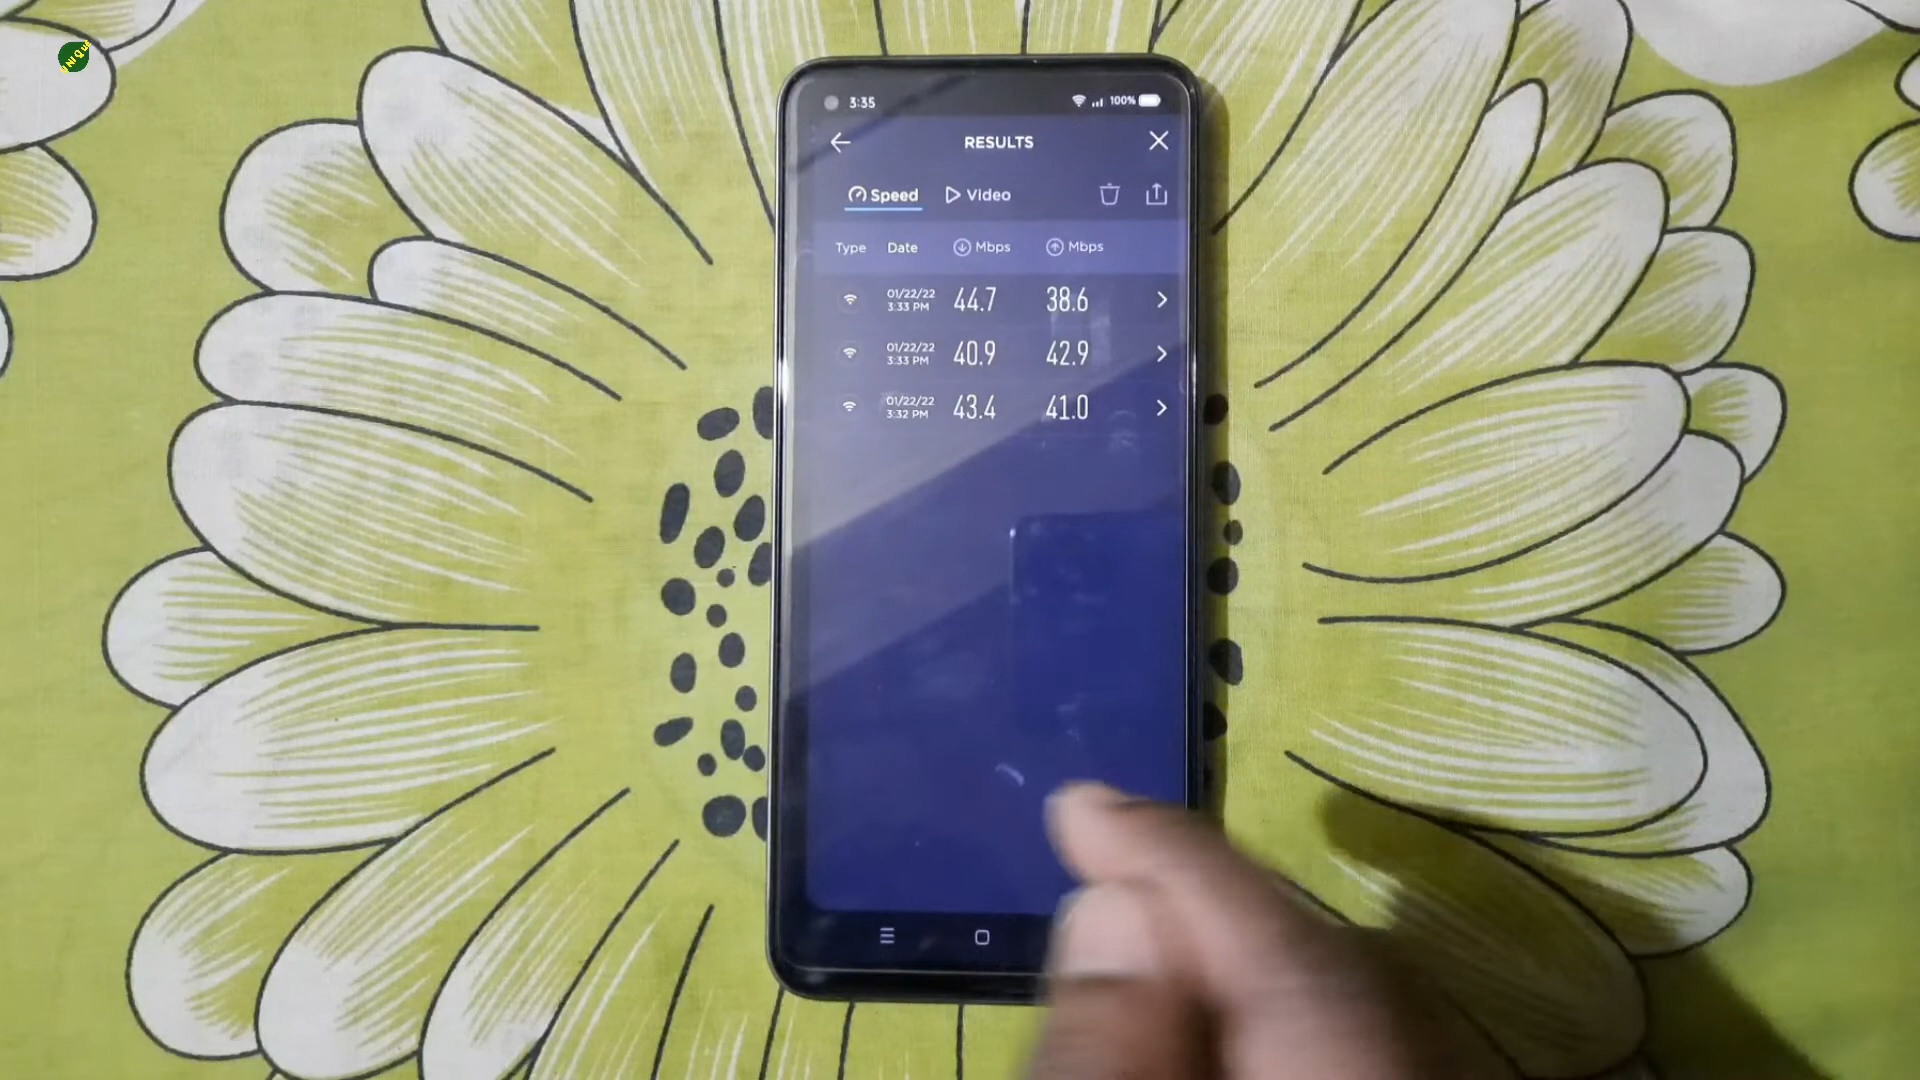 UNIQUE
3:35
100%
RESULTS
Speed Video
Type Date Mbps Mbps
01/22/22
3:33 PM
44.7 38.6
01/22/22
3:33 PM
40.9 42.9
01/22/22
3:32 PM
43.4 41.0